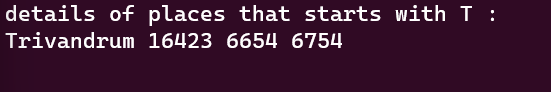 details of places that starts with T :
Trivandrum 16423 6654 6754